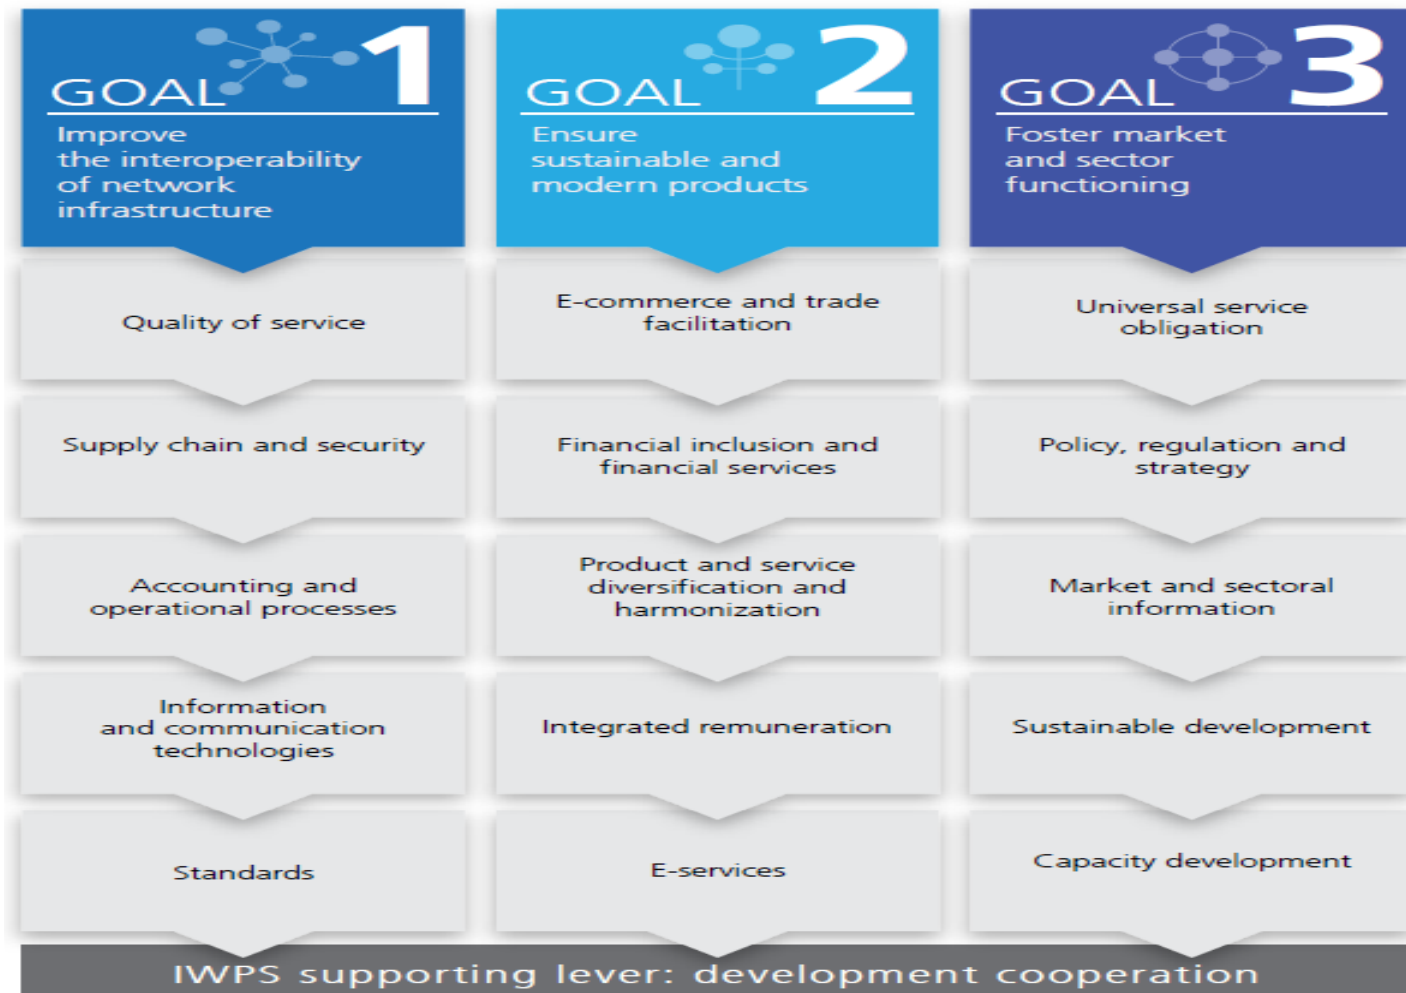 GOAL 1
Improve
the interoperability
of network
infrastructure
Quality of service
Supply chain and security
Accounting and
operational processes
Information
and communication
technologies
Standards
GOAL 2
Ensure
sustainable and
modern products
E-commerce and trade
facilitation
Financial inclusion and
financial services
Product and service
diversification and
harmonization
Integrated remuneration
E-services
GOAL 3
Foster market
and sector
functioning
Universal service
obligation
Policy, regulation and
strategy
Market and sectoral
information
Sustainable development
Capacity development
IWPS supporting lever: development cooperation